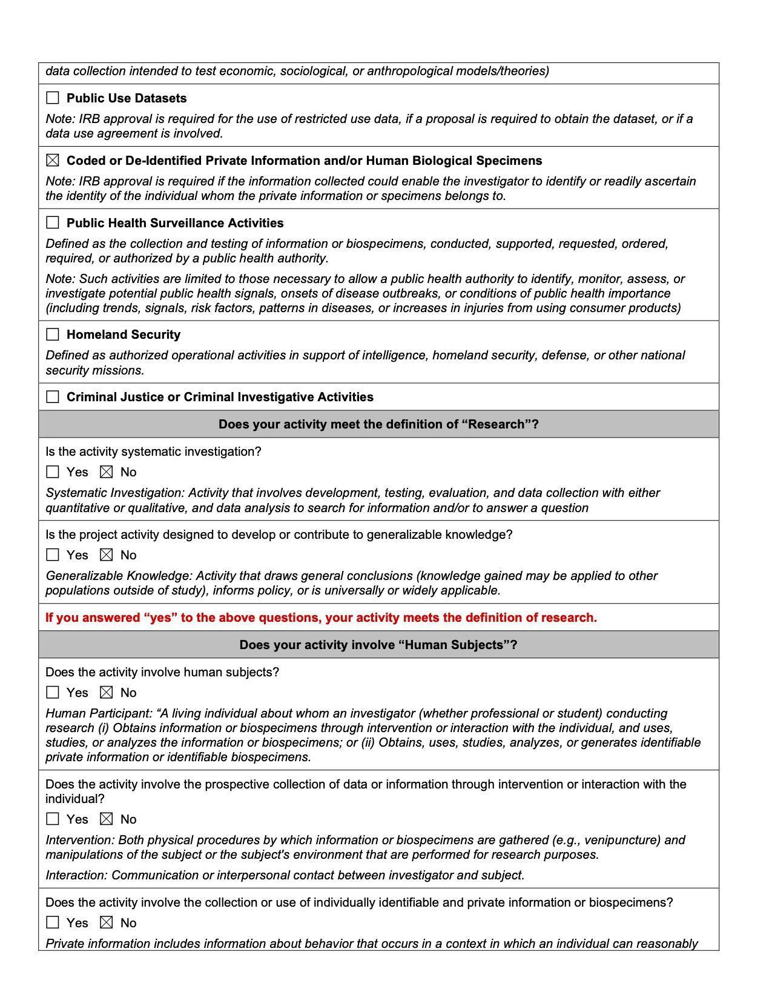 data collection intended to test economic, sociological, or anthropological models/theories)
☐ Public Use Datasets
Note: IRB approval is required for the use of restricted use data, if a proposal is required to obtain the dataset, or if a
data use agreement is involved.
☒ Coded or De-Identified Private Information and/or Human Biological Specimens
Note: IRB approval is required if the information collected could enable the investigator to identify or readily ascertain
the identity of the individual whom the private information or specimens belongs to.
☐ Public Health Surveillance Activities
Defined as the collection and testing of information or biospecimens, conducted, supported, requested, ordered,
required, or authorized by a public health authority.
Note: Such activities are limited to those necessary to allow a public health authority to identify, monitor, assess, or
investigate potential public health signals, onsets of disease outbreaks, or conditions of public health importance
(including trends, signals, risk factors, patterns in diseases, or increases in injuries from using consumer products)
☐ Homeland Security
Defined as authorized operational activities in support of intelligence, homeland security, defense, or other national
security missions.
☐ Criminal Justice or Criminal Investigative Activities
Does your activity meet the definition of “Research”?
Is the activity systematic investigation?
☐ Yes ☒ No
Systematic Investigation: Activity that involves development, testing, evaluation, and data collection with either
quantitative or qualitative, and data analysis to search for information and/or to answer a question
Is the project activity designed to develop or contribute to generalizable knowledge?
☐ Yes ☒ No
Generalizable Knowledge: Activity that draws general conclusions (knowledge gained may be applied to other
populations outside of study), informs policy, or is universally or widely applicable.
If you answered “yes” to the above questions, your activity meets the definition of research.
Does your activity involve “Human Subjects”?
Does the activity involve human subjects?
☐ Yes ☒ No
Human Participant: “A living individual about whom an investigator (whether professional or student) conducting
research (i) Obtains information or biospecimens through intervention or interaction with the individual, and uses,
studies, or analyzes the information or biospecimens; or (ii) Obtains, uses, studies, analyzes, or generates identifiable
private information or identifiable biospecimens.
Does the activity involve the prospective collection of data or information through intervention or interaction with the
individual?
☐ Yes ☒ No
Intervention: Both physical procedures by which information or biospecimens are gathered (e.g., venipuncture) and
manipulations of the subject or the subject's environment that are performed for research purposes.
Interaction: Communication or interpersonal contact between investigator and subject.
Does the activity involve the collection or use of individually identifiable and private information or biospecimens?
☐ Yes ☒ No
Private information includes information about behavior that occurs in a context in which an individual can reasonably